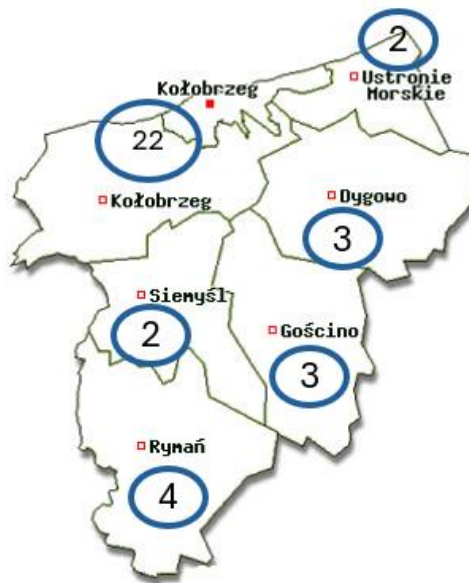 2
Kołobrzeg
Ustronie
Morskie
22
Kołobrzeg
Dygowo
3
Siemyśl
2
Gościno
3
Rymań
4